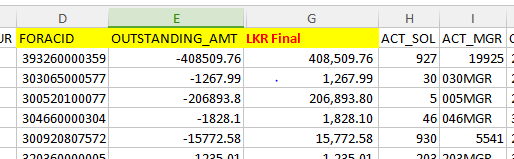 D E F G H I
UR FORACID OUTSTANDING_AMT LKR Final ACT_SOL ACT_MGR
393260000359 -408509.76 408,509.76 927 19925
303065000577 -1267.99 1,267.99 30 030MGR
300520100077 -206893.8 206,893.80 5 005MGR
304660000304 -1828.1 1,828.10 46 046MGR
300920807572 -15772.58 15,772.58 930 5541